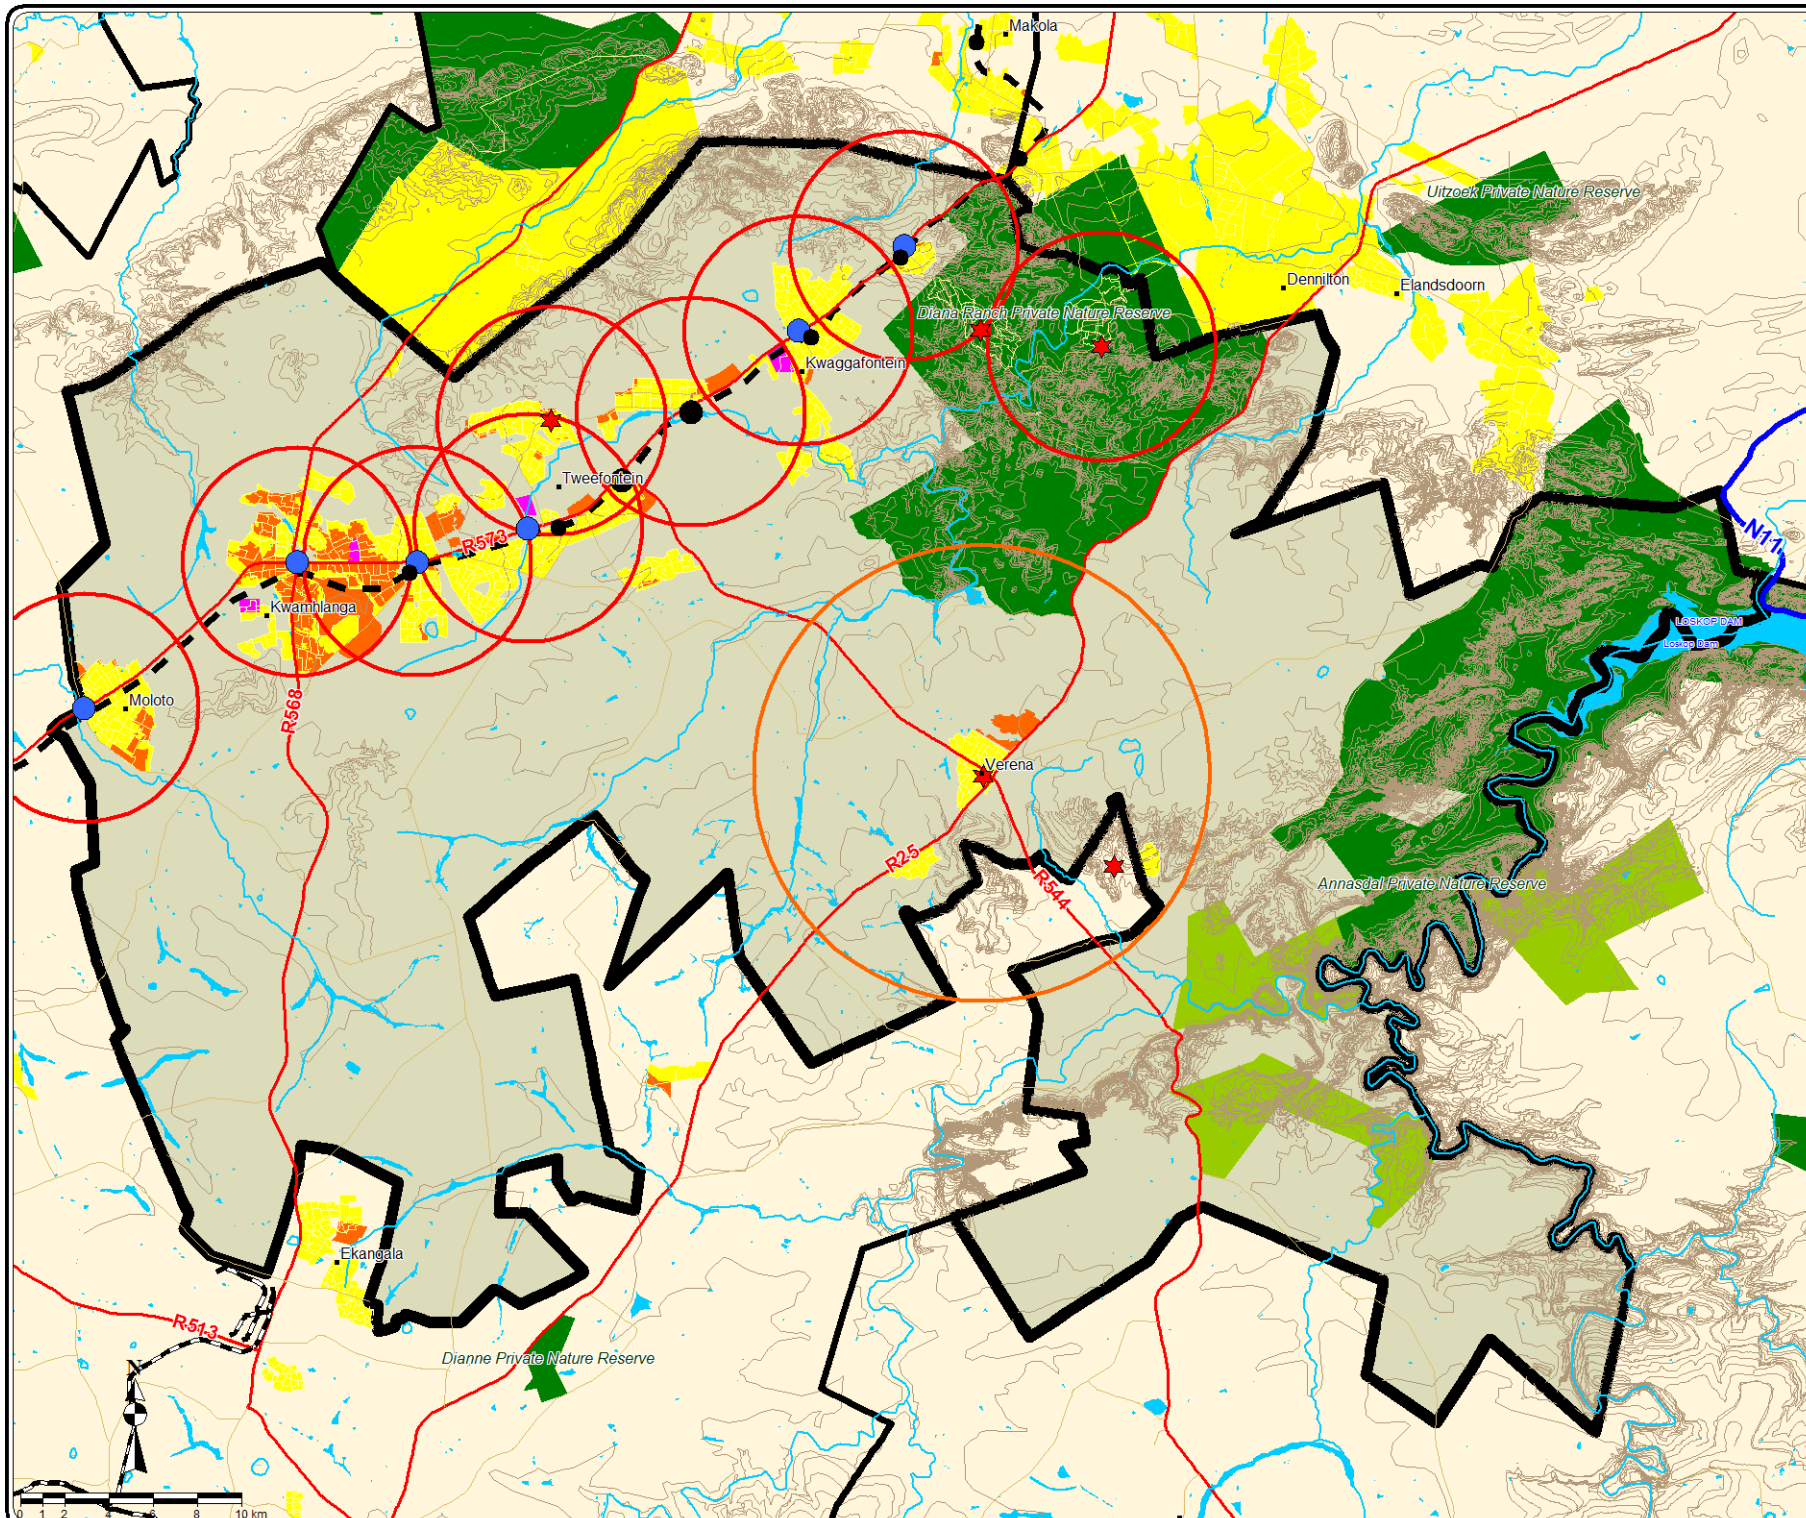 Makola
Uitzoek Private Nature Reserve
Dennilton
Elandsdoorn
Diana Ranch Private Nature Reserve
Kwaggafontein
Tweefontein
R573
N11
Kwamhlanga
LOSKOP DAM
Loskop Dam
Moloto
R568
Verena
R25
R544
Annasdal Private Nature Reserve
Ekangala
R513
Dianne Private Nature Reserve
N
0 1 2 4 6 8 10 km